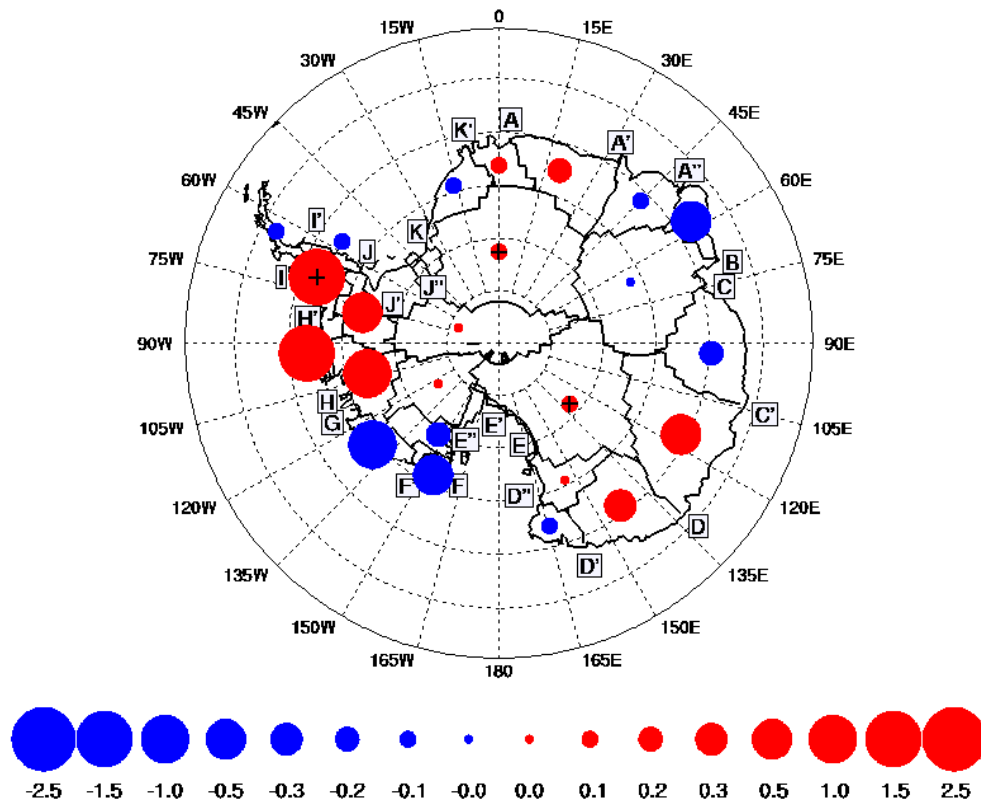 0
15W 15E
30W 30E
45W K' A A' 45E
A"
60W 60E
I' K
J
75W I J" B 75E
J' C
H'
90W 90E
H
G C'
105W E" E' E 105E
F F D"
120W D 120E
D'
135W 135E
150W 150E
165W 165E
180
-2.5 -1.5 -1.0 -0.5 -0.3 -0.2 -0.1 -0.0 0.0 0.1 0.2 0.3 0.5 1.0 1.5 2.5